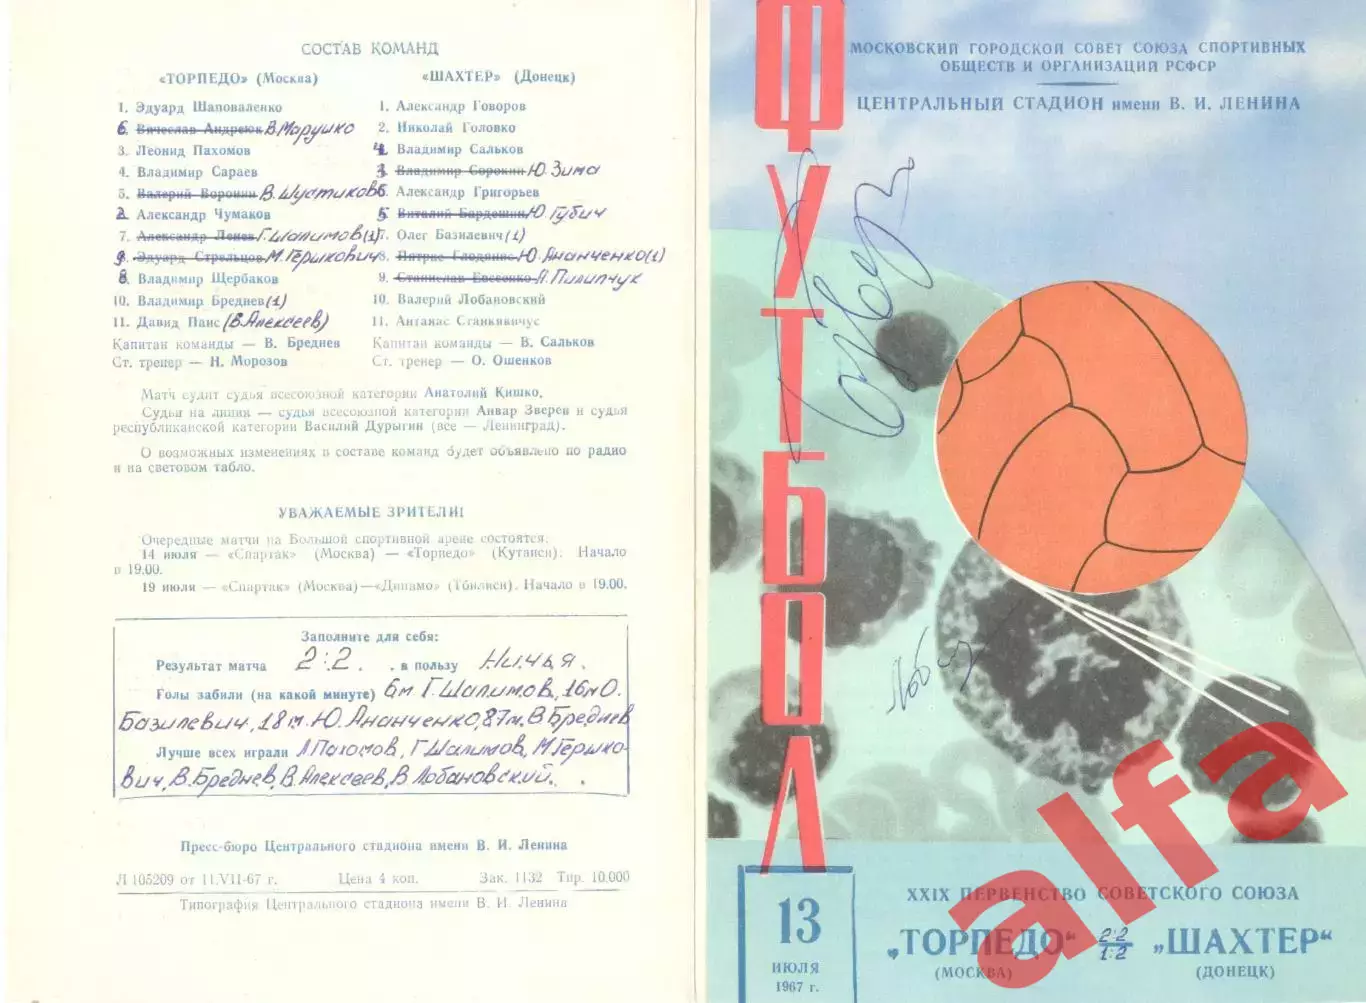 СОСТАВ КОМАНД
«ТОРПЕДО» (Москва)
1. Эдуард Шаповаленко
6. Вячеслав Андреюк В. Марушко
3. Леонид Пахомов
4. Владимир Сараев
5. Валерий Воронин В. Шустиков
2. Александр Чумаков
7. Александр Ленев Г. Шалимов (1)
9. Эдуард Стрельцов М. Гершкович
8. Владимир Щербаков
10. Владимир Бреднев (1)
11. Давид Паис (В. Алексеев)
Капитан команды — В. Бреднев
Ст. тренер — Н. Морозов
«ШАХТЕР» (Донецк)
1. Александр Говоров
2. Николай Головко
4. Владимир Сальков
3. Владимир Сорокин Ю. Зима
6. Александр Григорьев
5. Виталий Бардешин Ю. Губич
7. Олег Базилевич (1)
8. Пятрас Глодянис Ю. Ананченко (1)
9. Станислав Евсеенко А. Пилипчук
10. Валерий Лобановский
11. Антанас Станкявичус
Капитан команды — В. Сальков
Ст. тренер — О. Ошенков
Матч судит судья всесоюзной категории Анатолий Кишко.
Судьи на линии — судья всесоюзной категории Анвар Зверев и судья
республиканской категории Василий Дурыгин (все — Ленинград).
О возможных изменениях в составе команд будет объявлено по радио
и на световом табло.
УВАЖАЕМЫЕ ЗРИТЕЛИ!
Очередные матчи на Большой спортивной арене состоятся:
14 июля — «Спартак» (Москва) — «Торпедо» (Кутаиси). Начало
в 19.00.
19 июля — «Спартак» (Москва)—«Динамо» (Тбилиси). Начало в 19.00.
Заполните для себя:
Результат матча 2:2 . в пользу Ничья.
Голы забили (на какой минуте) 6м Г. Шалимов, 16м О.
Базилевич, 18м. Ю. Ананченко, 87м. В. Бреднев
Лучше всех играли Л. Пахомов, Г. Шалимов, М. Гершко-
вич, В. Бреднев, В. Алексеев, В. Лобановский.
Пресс-бюро Центрального стадиона имени В. И. Ленина
Л 105209 от 11.VII-67 г. Цена 4 коп. Зак. 1132 Тир. 10.000
Типография Центрального стадиона имени В. И. Ленина
ФУТБОЛ
МОСКОВСКИЙ ГОРОДСКОЙ СОВЕТ СОЮЗА СПОРТИВНЫХ
ОБЩЕСТВ И ОРГАНИЗАЦИЙ РСФСР
ЦЕНТРАЛЬНЫЙ СТАДИОН имени В. И. ЛЕНИНА
13
ИЮЛЯ
1967 г.
XXIX ПЕРВЕНСТВО СОВЕТСКОГО СОЮЗА
„ТОРПЕДО“ 2:2 „ШАХТЕР“
1:2
(МОСКВА) (ДОНЕЦК)
alfa